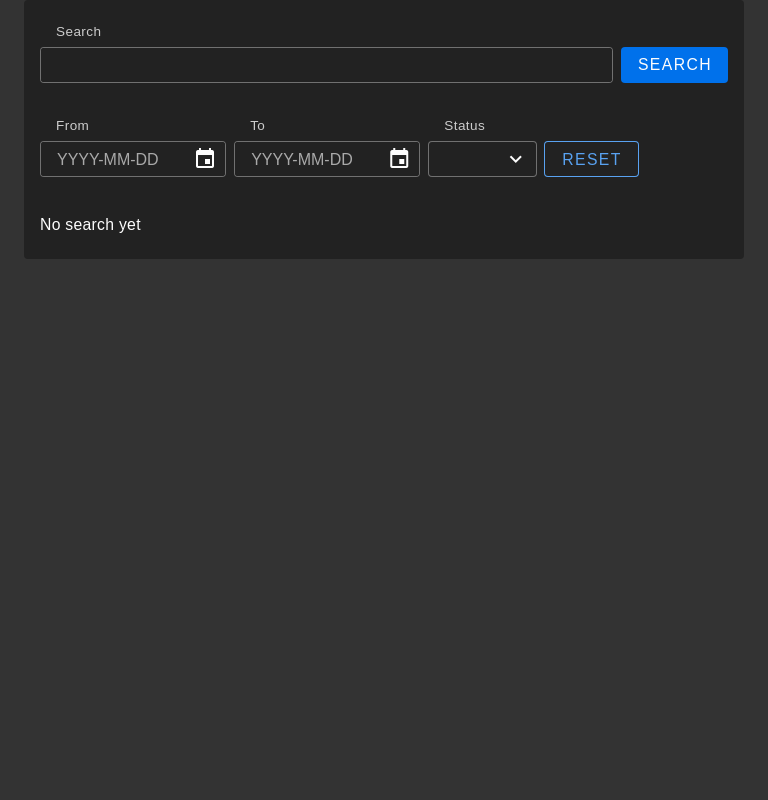 Search
SEARCH
From To Status
YYYY-MM-DD YYYY-MM-DD RESET
No search yet